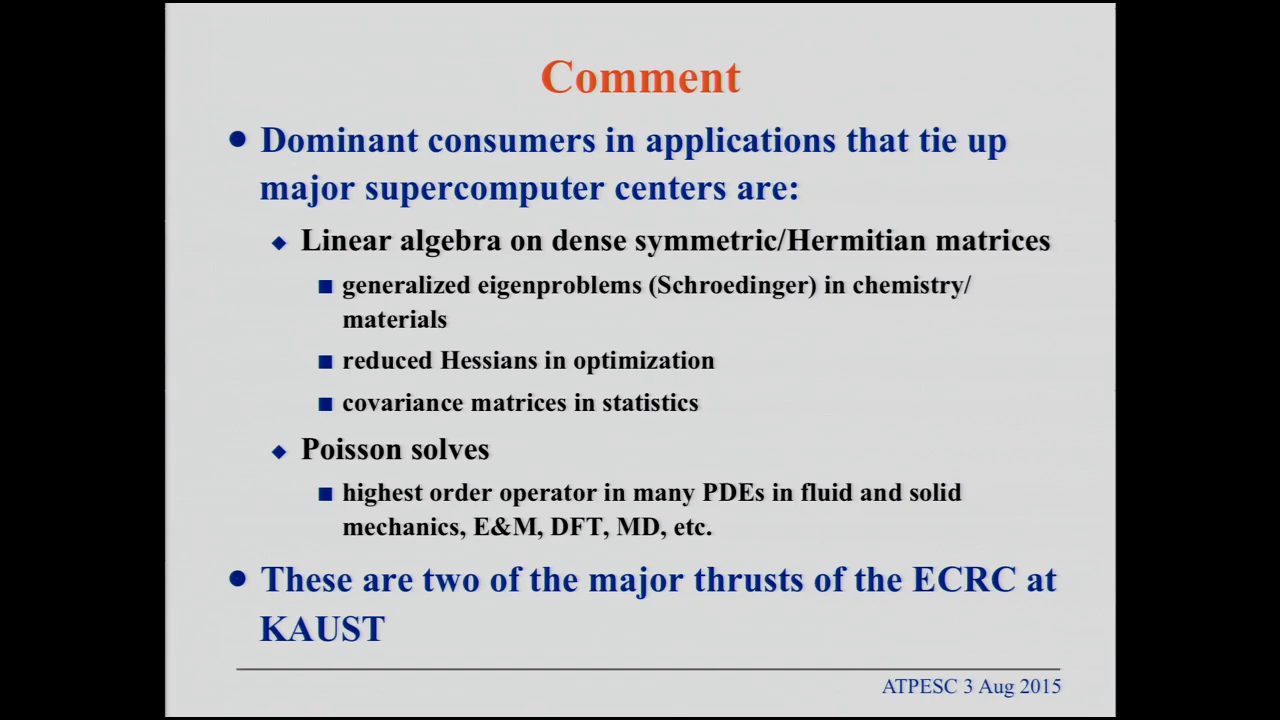 Comment
Dominant consumers in applications that tie up
major supercomputer centers are:
Linear algebra on dense symmetric/Hermitian matrices
generalized eigenproblems (Schroedinger) in chemistry/
materials
reduced Hessians in optimization
covariance matrices in statistics
Poisson solves
highest order operator in many PDEs in fluid and solid
mechanics, E&M, DFT, MD, etc.
These are two of the major thrusts of the ECRC at
KAUST
ATPESC 3 Aug 2015